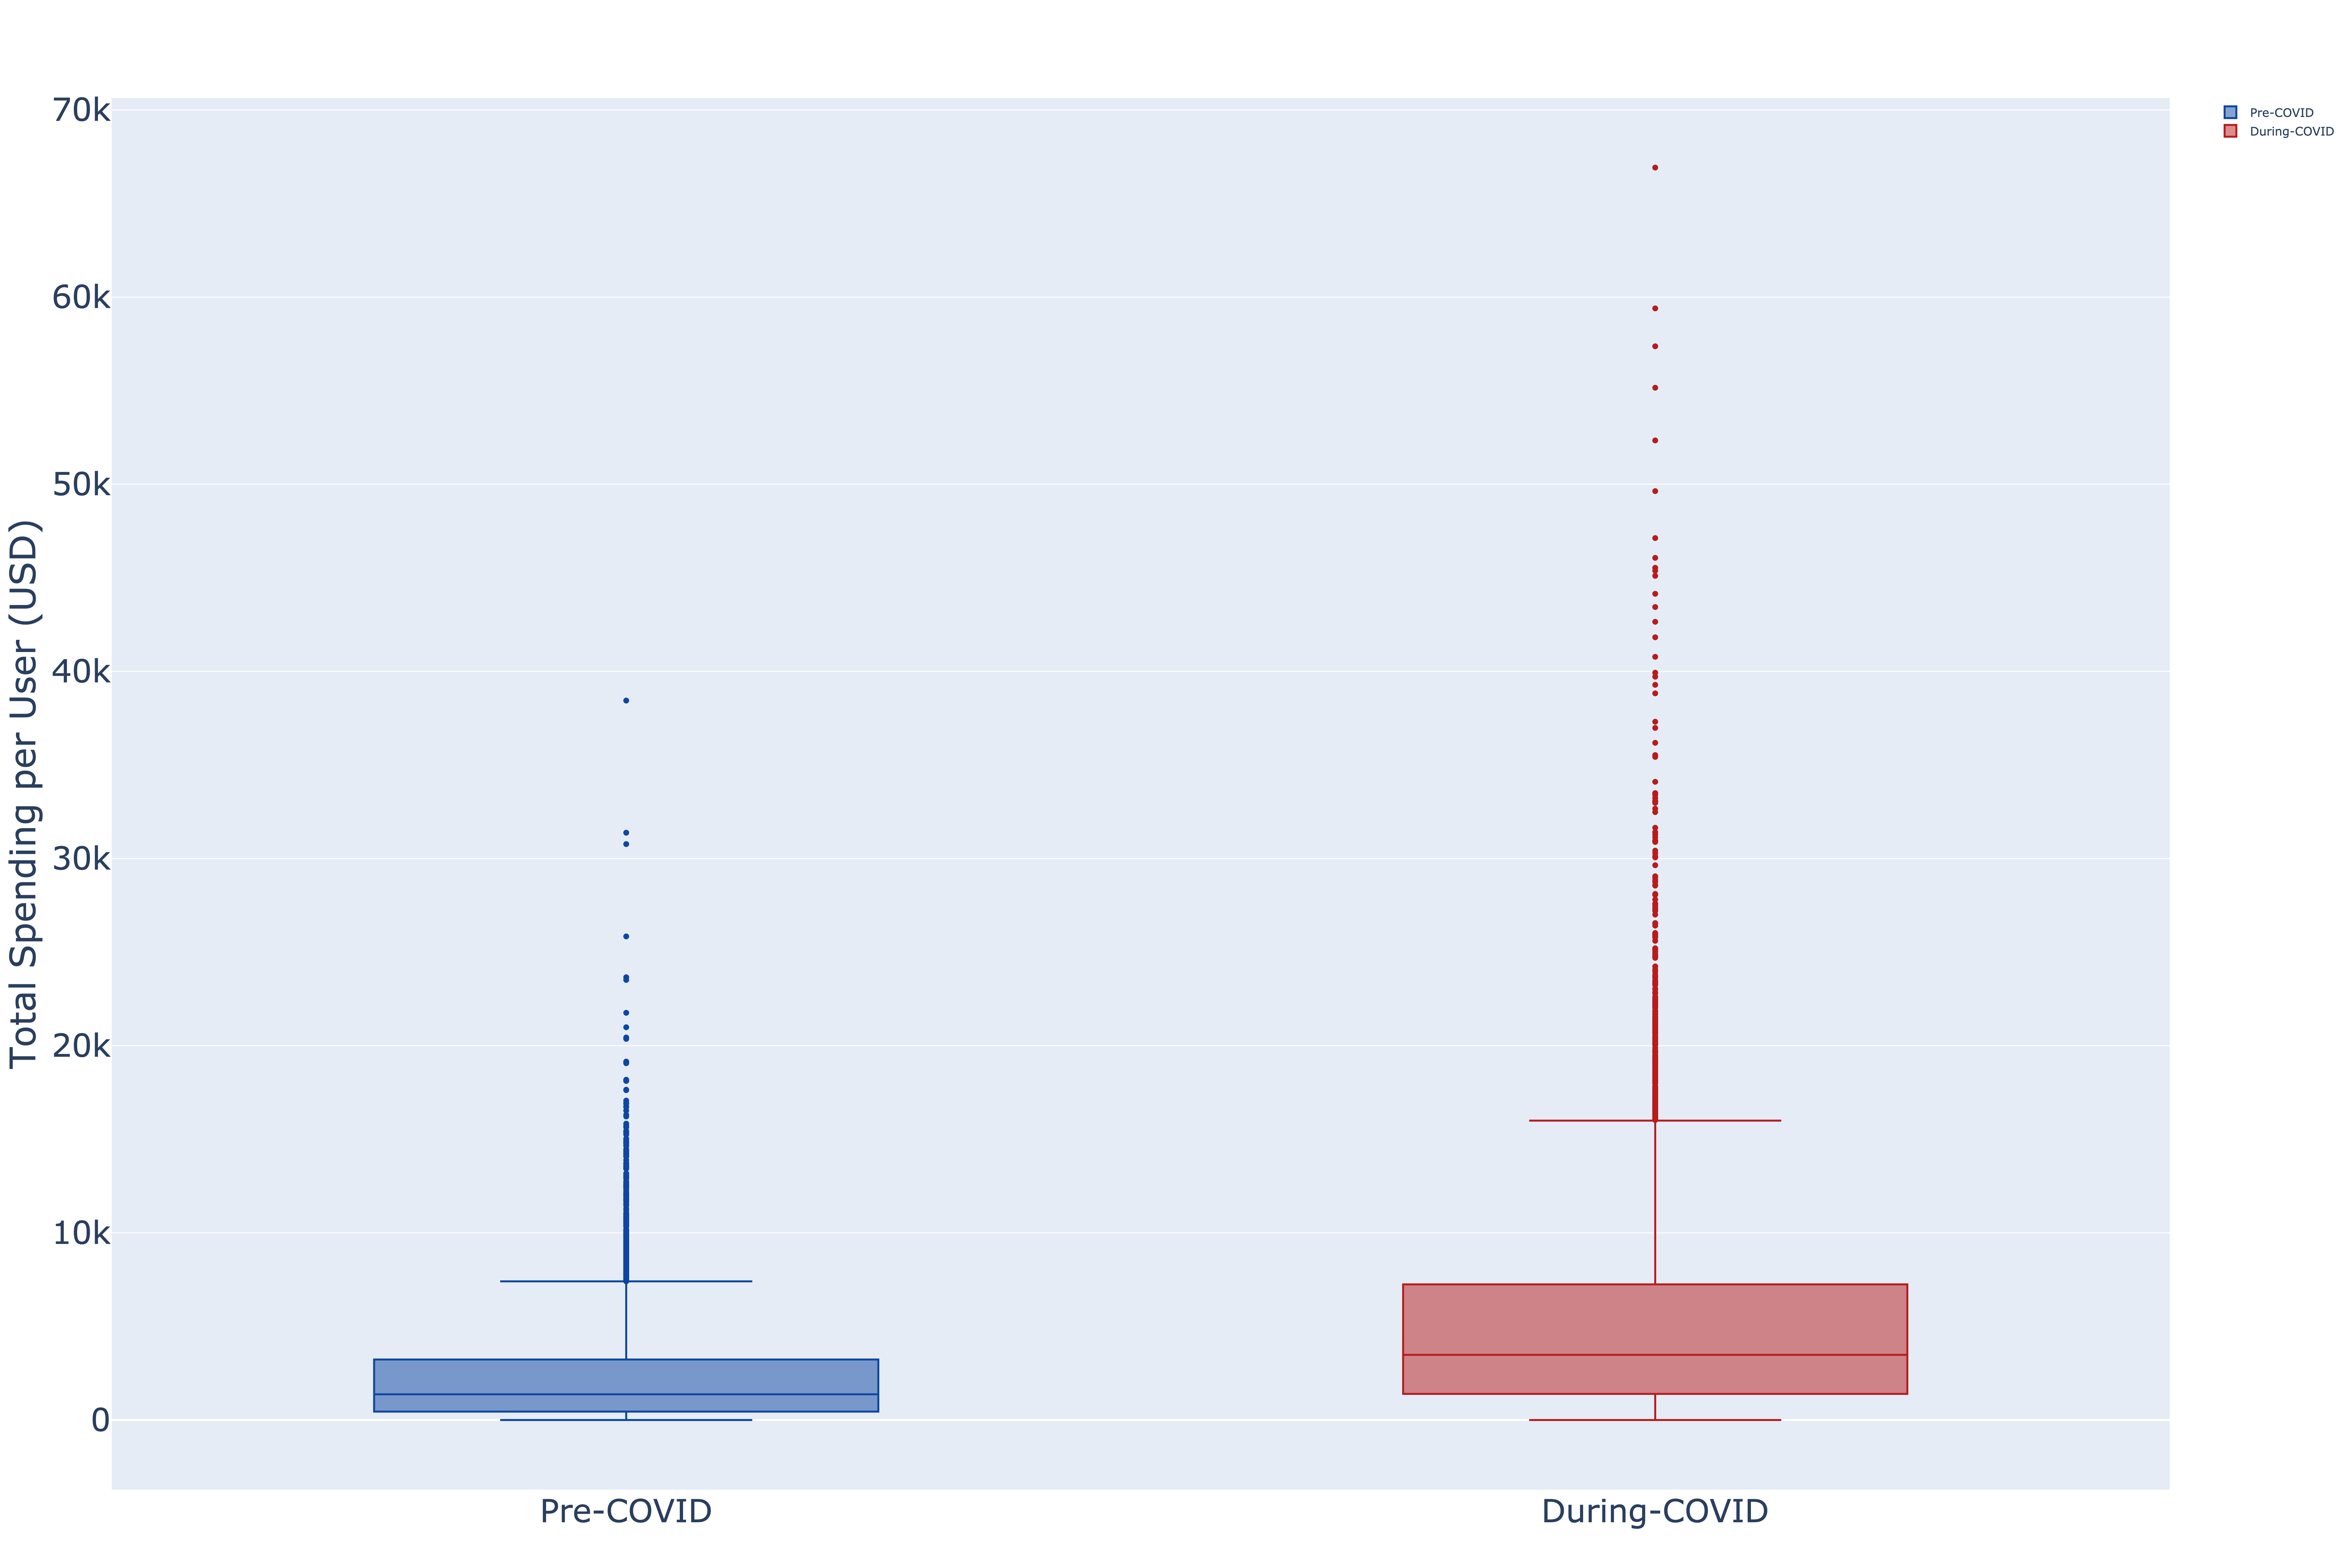 Total Spending per User (USD)
70k
60k
50k
40k
30k
20k
10k
0
Pre-COVID
During-COVID
Pre-COVID
During-COVID